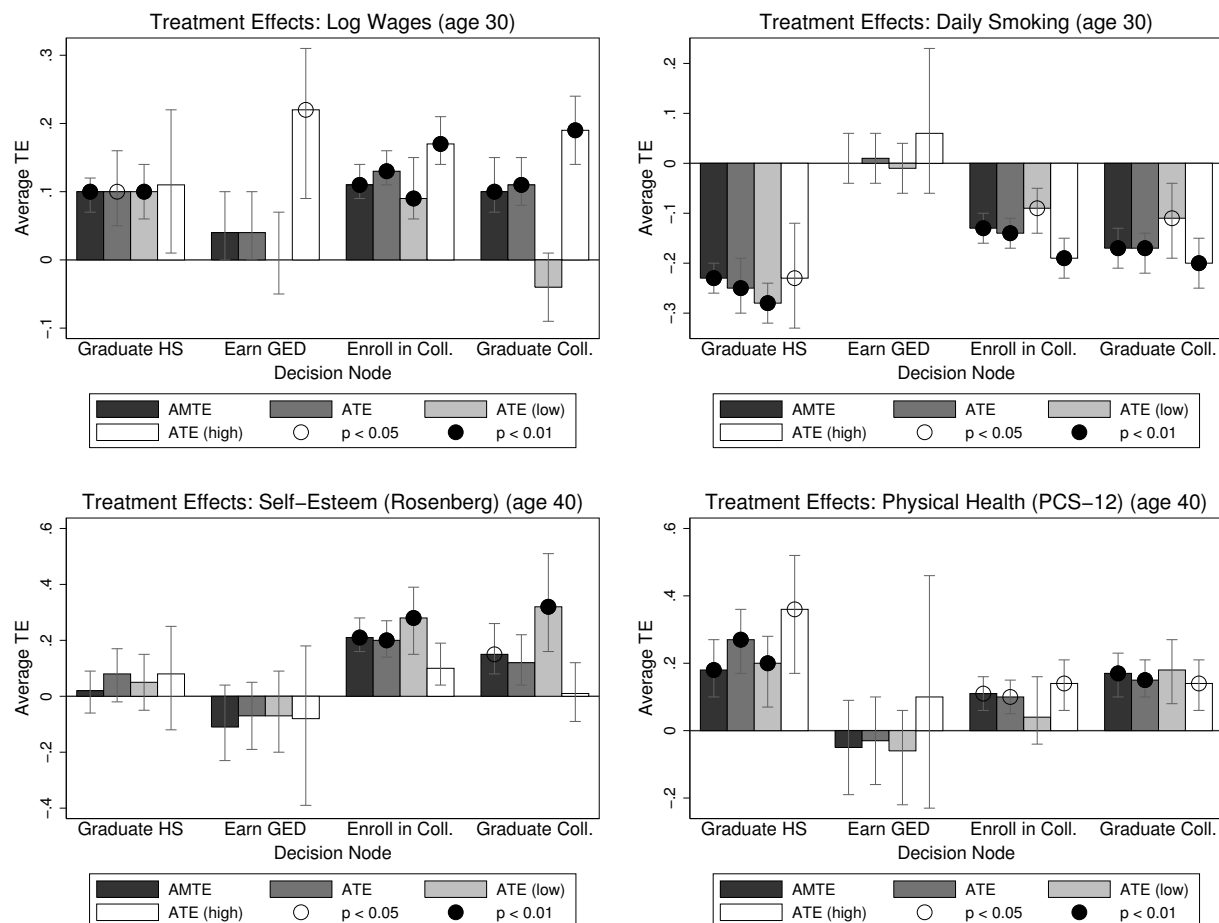 Treatment Effects: Log Wages (age 30)
Average TE
.3
.2
.1
0
-.1
Graduate HS Earn GED Enroll in Coll. Graduate Coll.
Decision Node
AMTE ATE ATE (low)
ATE (high) p < 0.05 p < 0.01
Treatment Effects: Daily Smoking (age 30)
Average TE
.2
.1
0
-.1
-.2
-.3
Graduate HS Earn GED Enroll in Coll. Graduate Coll.
Decision Node
AMTE ATE ATE (low)
ATE (high) p < 0.05 p < 0.01
Treatment Effects: Self-Esteem (Rosenberg) (age 40)
Average TE
.6
.4
.2
0
-.2
-.4
Graduate HS Earn GED Enroll in Coll. Graduate Coll.
Decision Node
AMTE ATE ATE (low)
ATE (high) p < 0.05 p < 0.01
Treatment Effects: Physical Health (PCS-12) (age 40)
Average TE
.6
.4
.2
0
-.2
Graduate HS Earn GED Enroll in Coll. Graduate Coll.
Decision Node
AMTE ATE ATE (low)
ATE (high) p < 0.05 p < 0.01